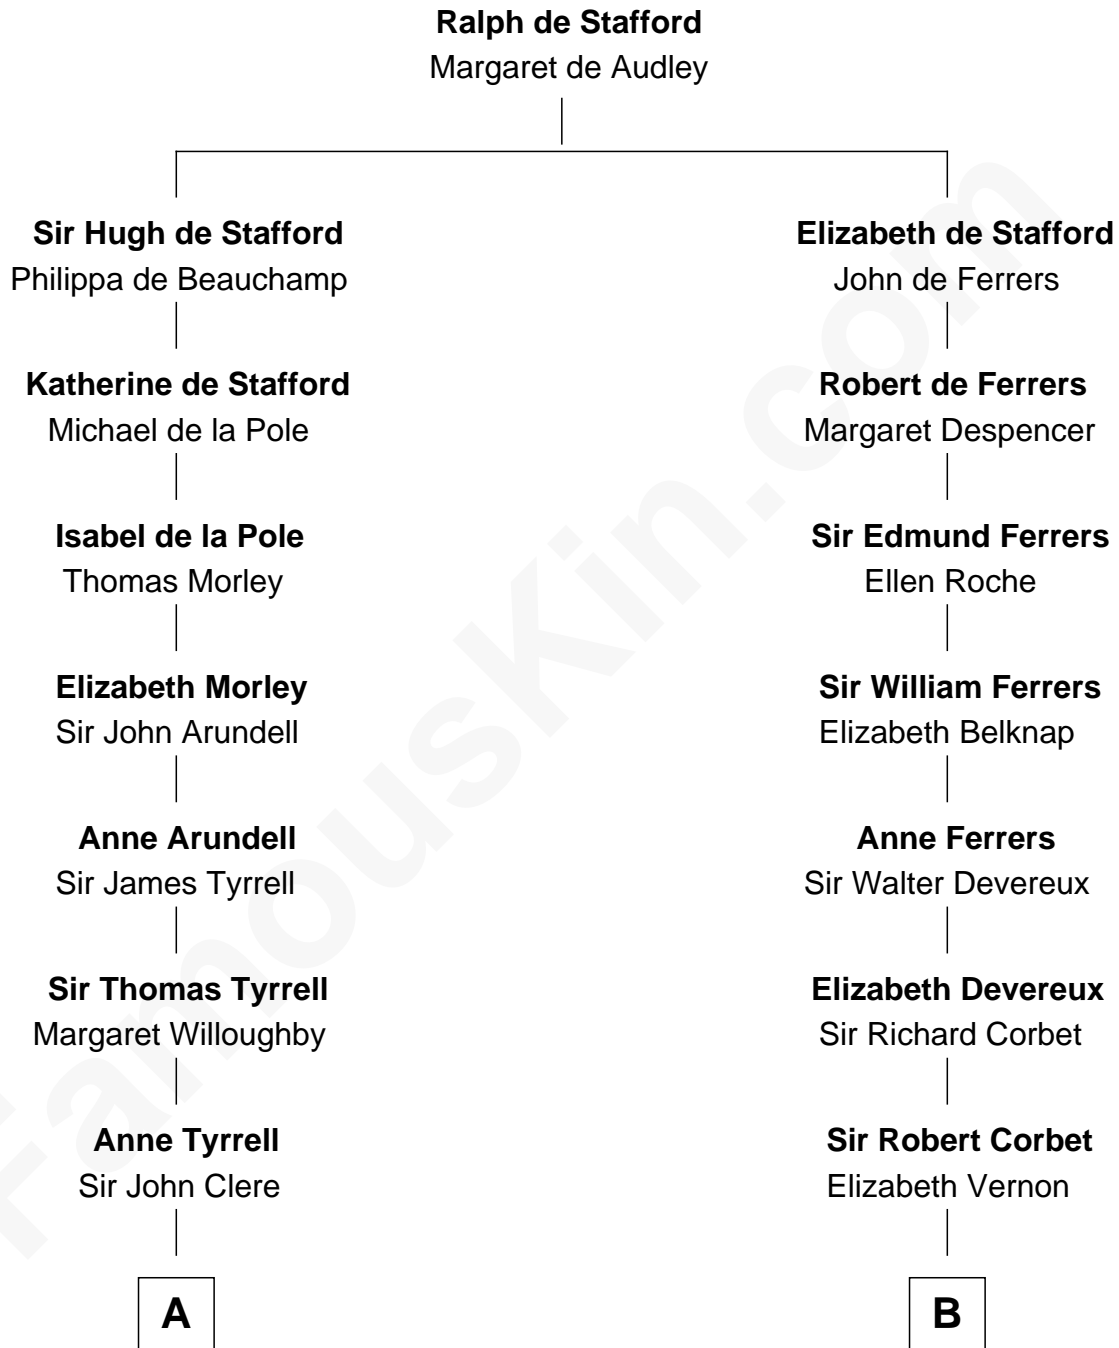 Ralph de Stafford
Margaret de Audley
Sir Hugh de Stafford
Philippa de Beauchamp
Katherine de Stafford
Michael de la Pole
Isabel de la Pole
Thomas Morley
Elizabeth Morley
Sir John Arundell
Anne Arundell
Sir James Tyrrell
Sir Thomas Tyrrell
Margaret Willoughby
Anne Tyrrell
Sir John Clere
A
Elizabeth de Stafford
John de Ferrers
Robert de Ferrers
Margaret Despencer
Sir Edmund Ferrers
Ellen Roche
Sir William Ferrers
Elizabeth Belknap
Anne Ferrers
Sir Walter Devereux
Elizabeth Devereux
Sir Richard Corbet
Sir Robert Corbet
Elizabeth Vernon
B
FamousKin.com